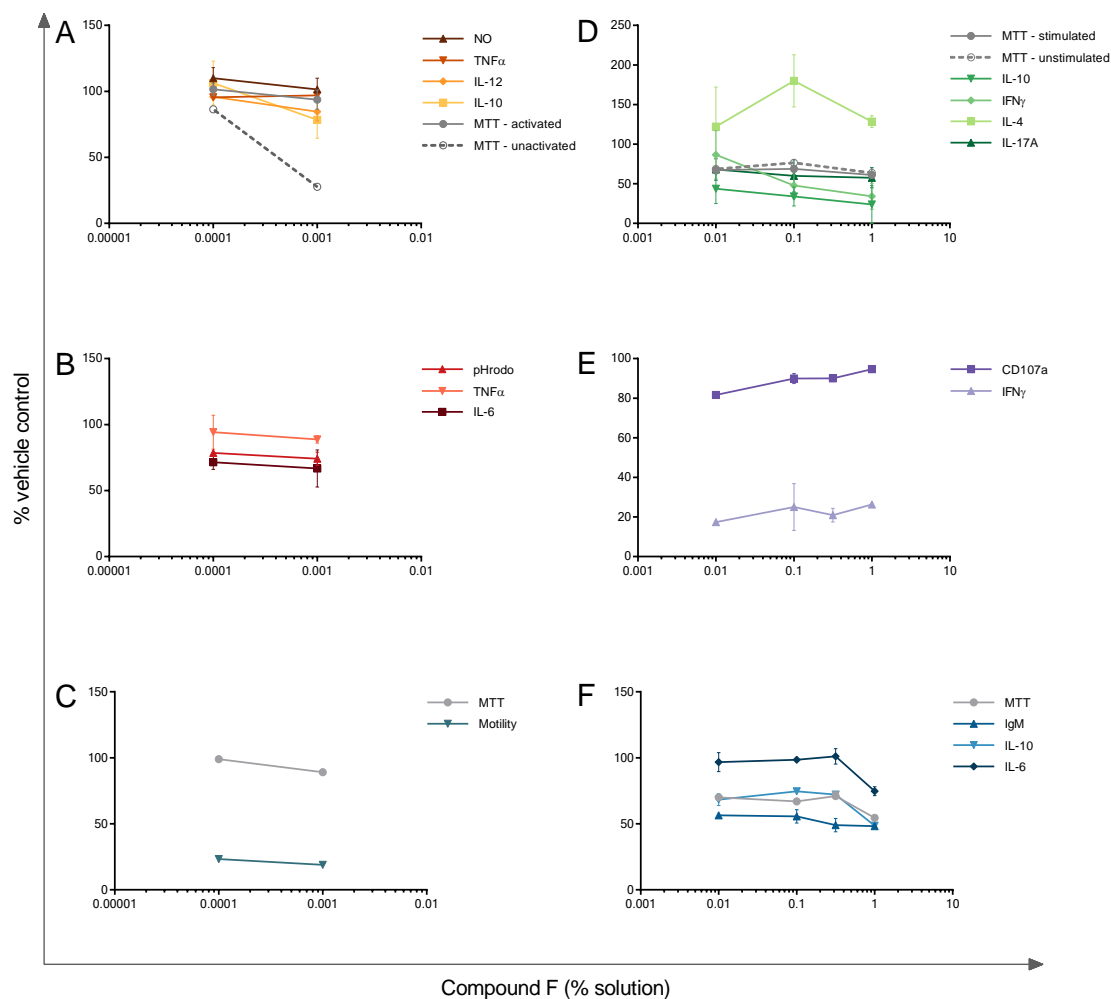 A
150
100
50
0
0.00001
0.0001
0.001
0.01
NO
TNFα
IL-12
IL-10
MTT - activated
MTT - unactivated
D
250
200
150
100
50
0
0.001
0.01
0.1
1
10
MTT - stimulated
MTT - unstimulated
IL-10
IFNγ
IL-4
IL-17A
B
150
100
50
0
0.00001
0.0001
0.001
0.01
pHrodo
TNFα
IL-6
E
100
80
60
40
20
0
0.001
0.01
0.1
1
10
CD107a
IFNγ
C
150
100
50
0
0.00001
0.0001
0.001
0.01
MTT
Motility
F
150
100
50
0
0.001
0.01
0.1
1
10
MTT
IgM
IL-10
IL-6
% vehicle control
Compound F (% solution)